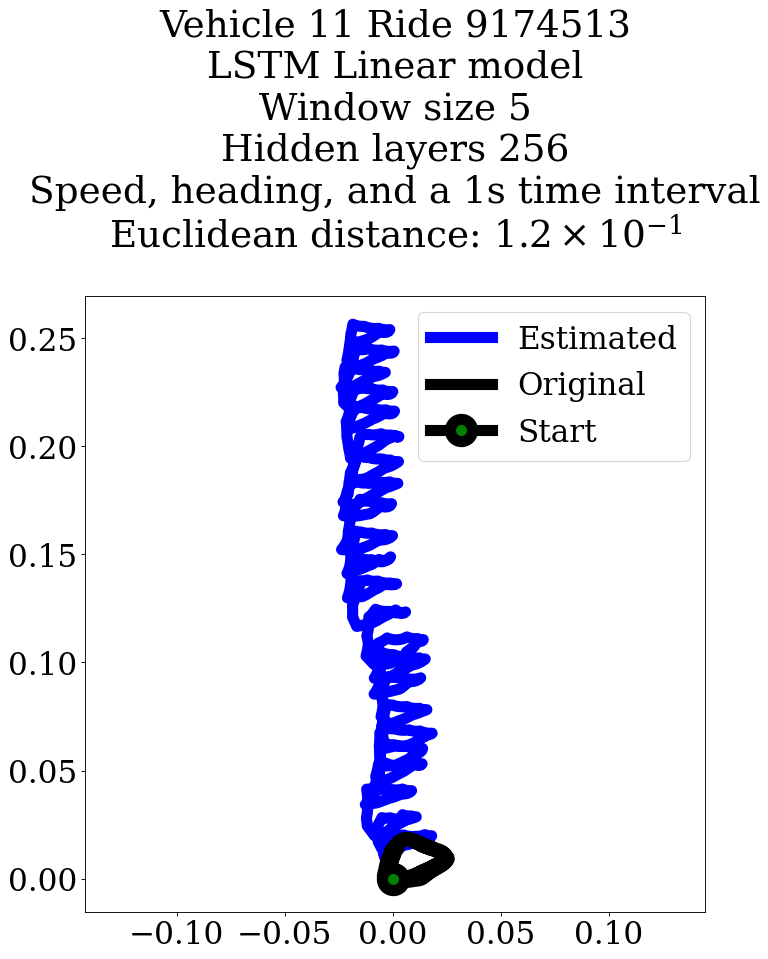 Vehicle 11 Ride 9174513
LSTM Linear model
Window size 5
Hidden layers 256
Speed, heading, and a 1s time interval
Euclidean distance: 1.2 × 10⁻¹
Estimated
Original
Start
0.25
0.20
0.15
0.10
0.05
0.00
−0.10 −0.05 0.00 0.05 0.10